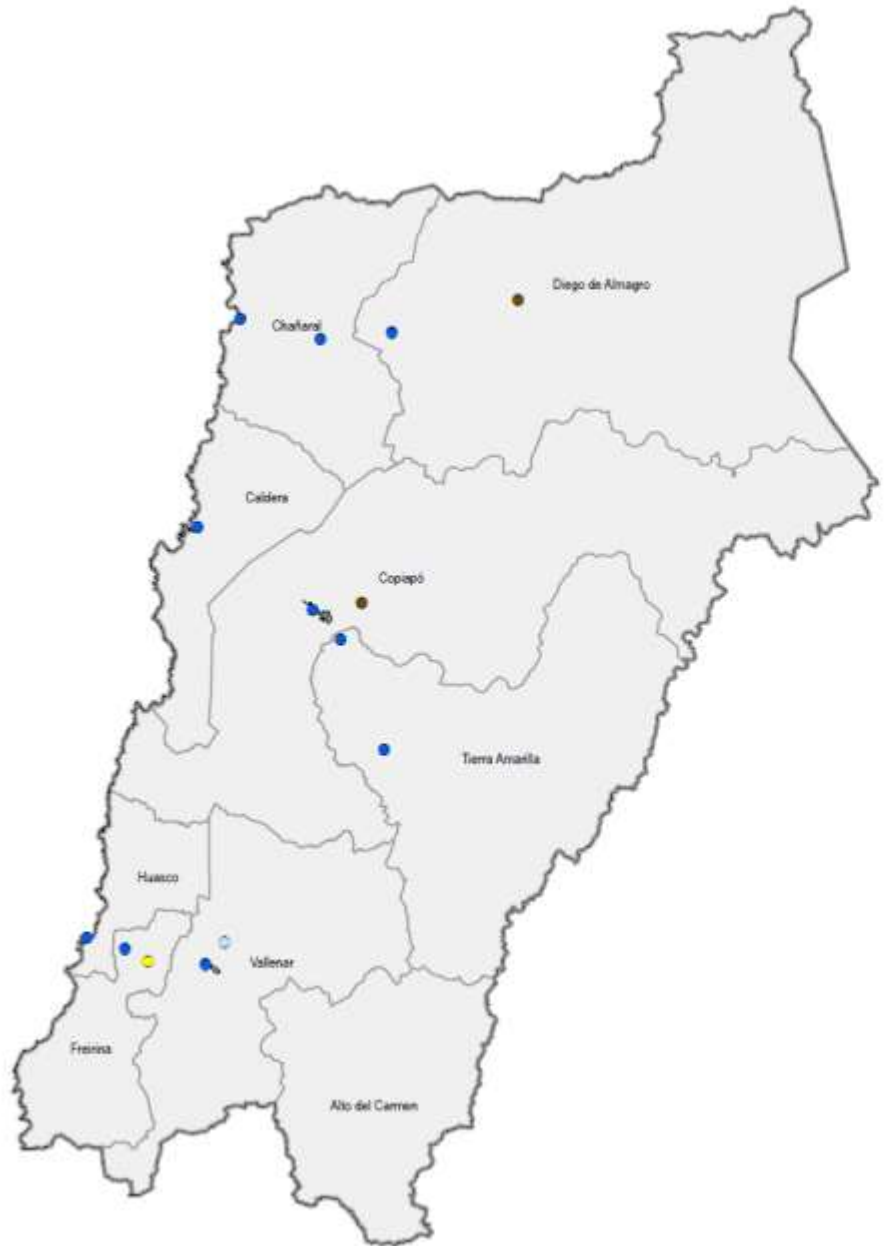 Diego de Almagro
Chañaral
Caldera
Copiapó
Tierra Amarilla
Huasco
Vallenar
Freirina
Alto del Carmen